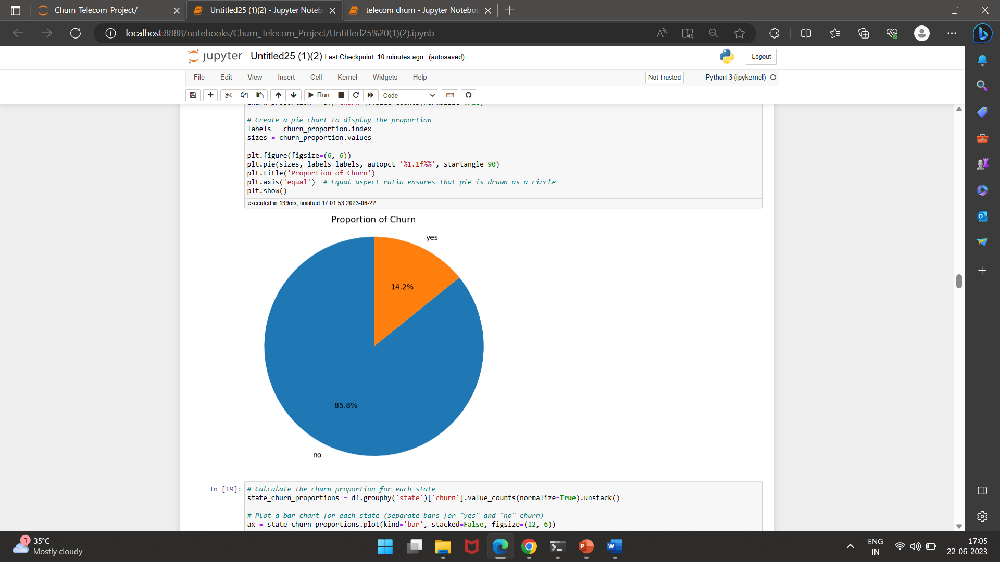 Churn_Telecom_Project/
Untitled25 (1)(2) - Jupyter Noteb
telecom churn - Jupyter Notebo
localhost:8888/notebooks/Churn_Telecom_Project/Untitled25%20(1)(2).ipynb
jupyter Untitled25 (1)(2) Last Checkpoint: 10 minutes ago (autosaved)
Logout
File Edit View Insert Cell Kernel Widgets Help
Not Trusted
Python 3 (ipykernel)
Run
Code
# Create a pie chart to display the proportion
labels = churn_proportion.index
sizes = churn_proportion.values
plt.figure(figsize=(6, 6))
plt.pie(sizes, labels=labels, autopct='%1.1f%%', startangle=90)
plt.title('Proportion of Churn')
plt.axis('equal')  # Equal aspect ratio ensures that pie is drawn as a circle
plt.show()
executed in 139ms, finished 17:01:53 2023-06-22
Proportion of Churn
yes
14.2%
85.8%
no
In [19]:
# Calculate the churn proportion for each state
state_churn_proportions = df.groupby('state')['churn'].value_counts(normalize=True).unstack()
# Plot a bar chart for each state (separate bars for "yes" and "no" churn)
ax = state_churn_proportions.plot(kind='bar', stacked=False, figsize=(12, 6))
1
35°C
Mostly cloudy
ENG
IN
17:05
22-06-2023